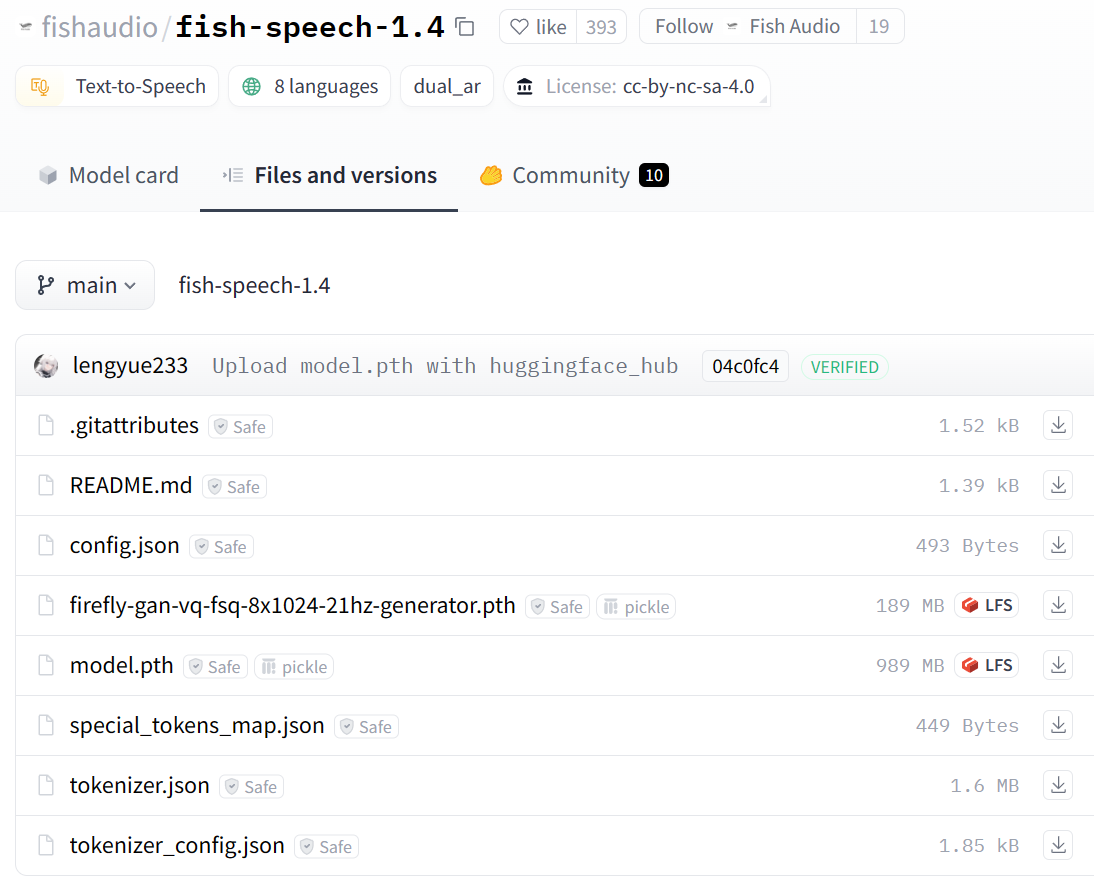 fishaudio/fish-speech-1.4 like 393 Follow Fish Audio 19
Text-to-Speech 8 languages dual_ar License: cc-by-nc-sa-4.0
Model card Files and versions Community 10
main fish-speech-1.4
lengyue233 Upload model.pth with huggingface_hub 04c0fc4 VERIFIED
.gitattributes Safe 1.52 kB
README.md Safe 1.39 kB
config.json Safe 493 Bytes
firefly-gan-vq-fsq-8x1024-21hz-generator.pth Safe pickle 189 MB LFS
model.pth Safe pickle 989 MB LFS
special_tokens_map.json Safe 449 Bytes
tokenizer.json Safe 1.6 MB
tokenizer_config.json Safe 1.85 kB